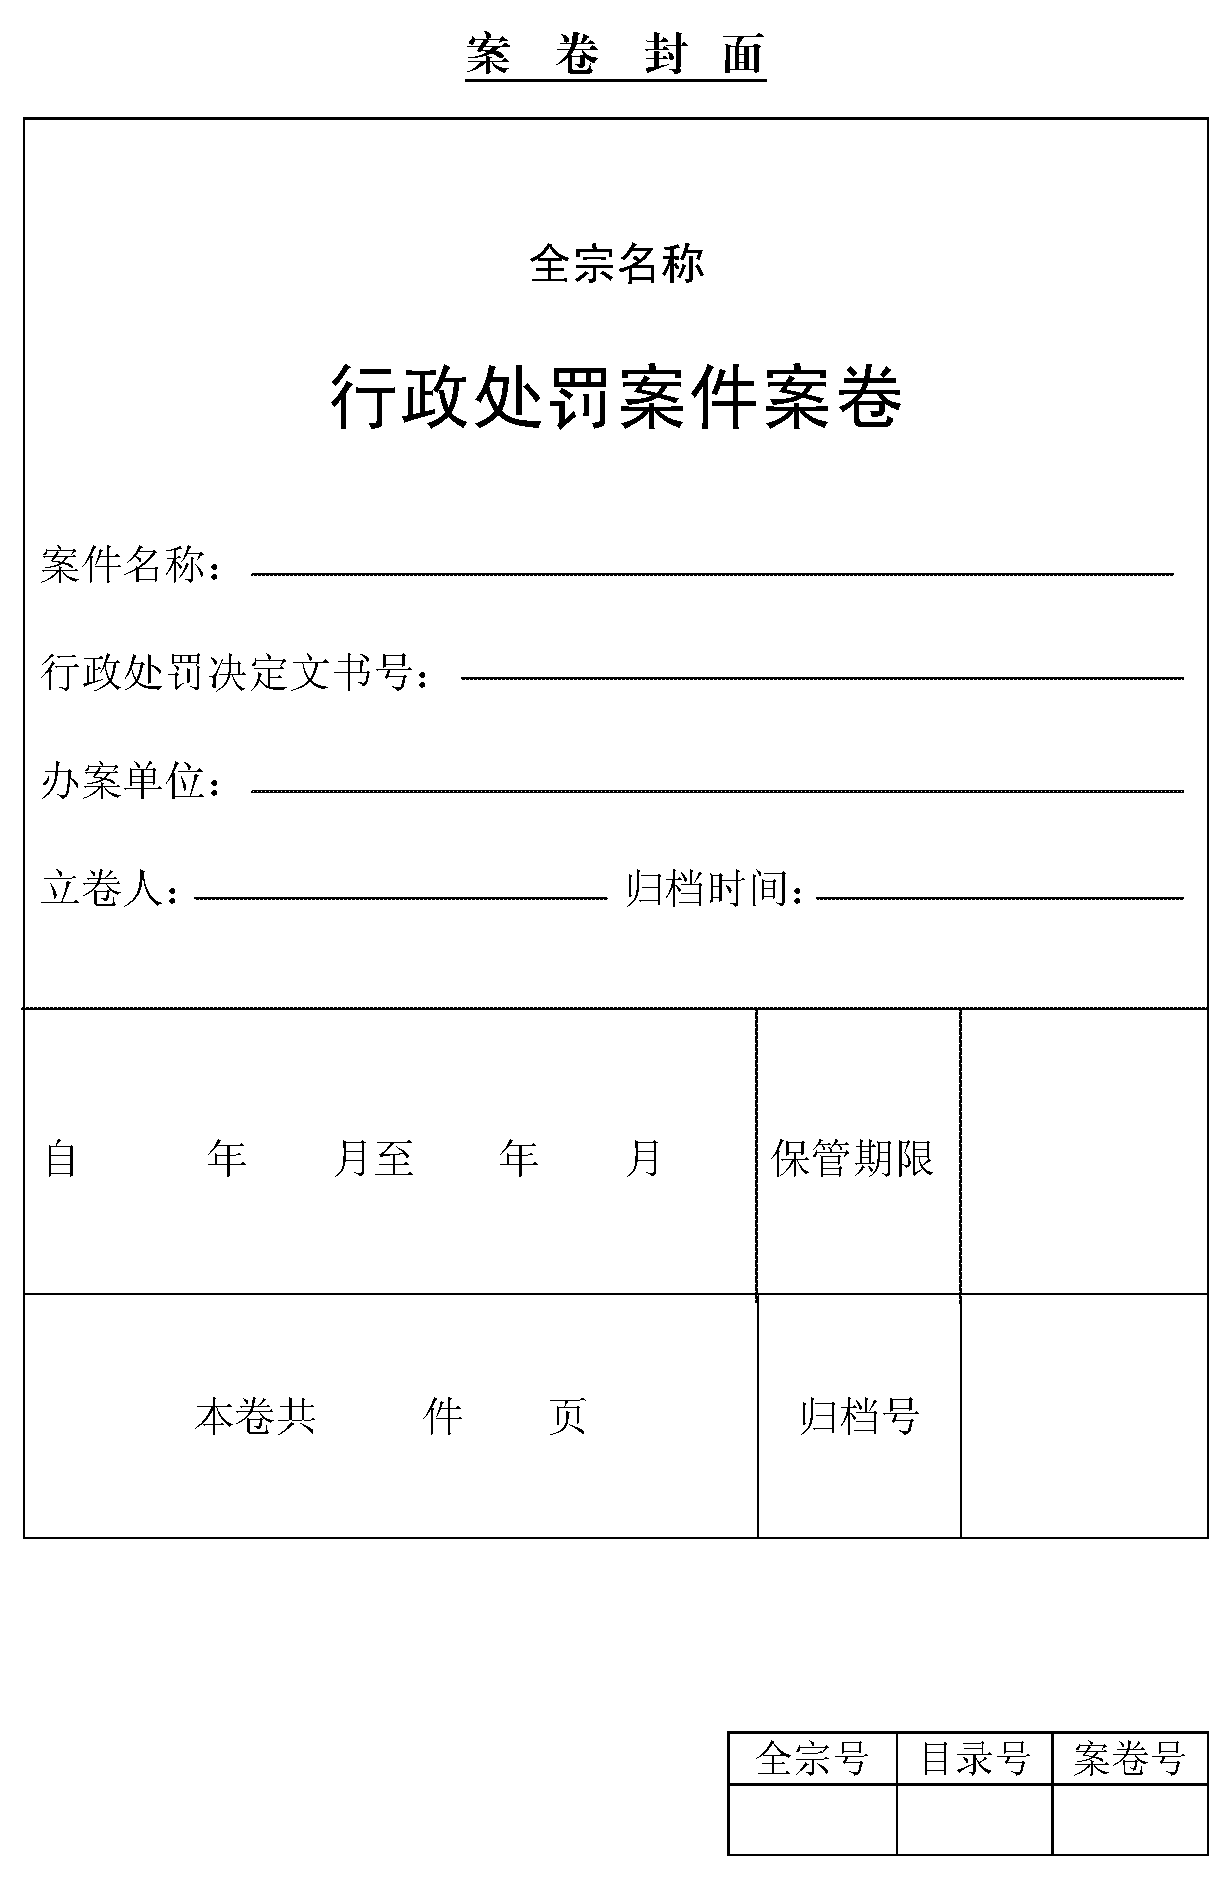 案 卷 封 面
全宗名称
行政处罚案件案卷
案件名称：
行政处罚决定文书号：
办案单位：
立卷人： 归档时间：
自 年 月至 年 月 保管期限
本卷共 件 页 归档号
全宗号 目录号 案卷号